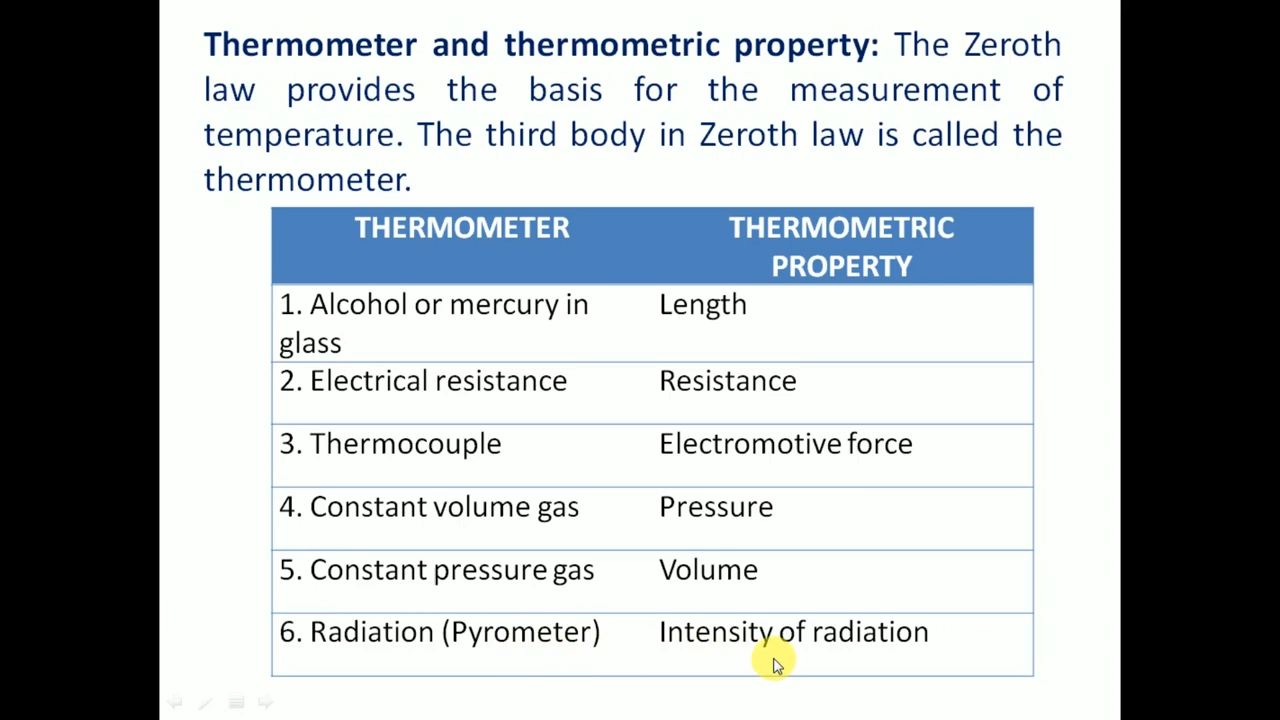 Thermometer and thermometric property: The Zeroth
law provides the basis for the measurement of
temperature. The third body in Zeroth law is called the
thermometer.
THERMOMETER
THERMOMETRIC
PROPERTY
1. Alcohol or mercury in
glass
Length
2. Electrical resistance
Resistance
3. Thermocouple
Electromotive force
4. Constant volume gas
Pressure
5. Constant pressure gas
Volume
6. Radiation (Pyrometer)
Intensity of radiation